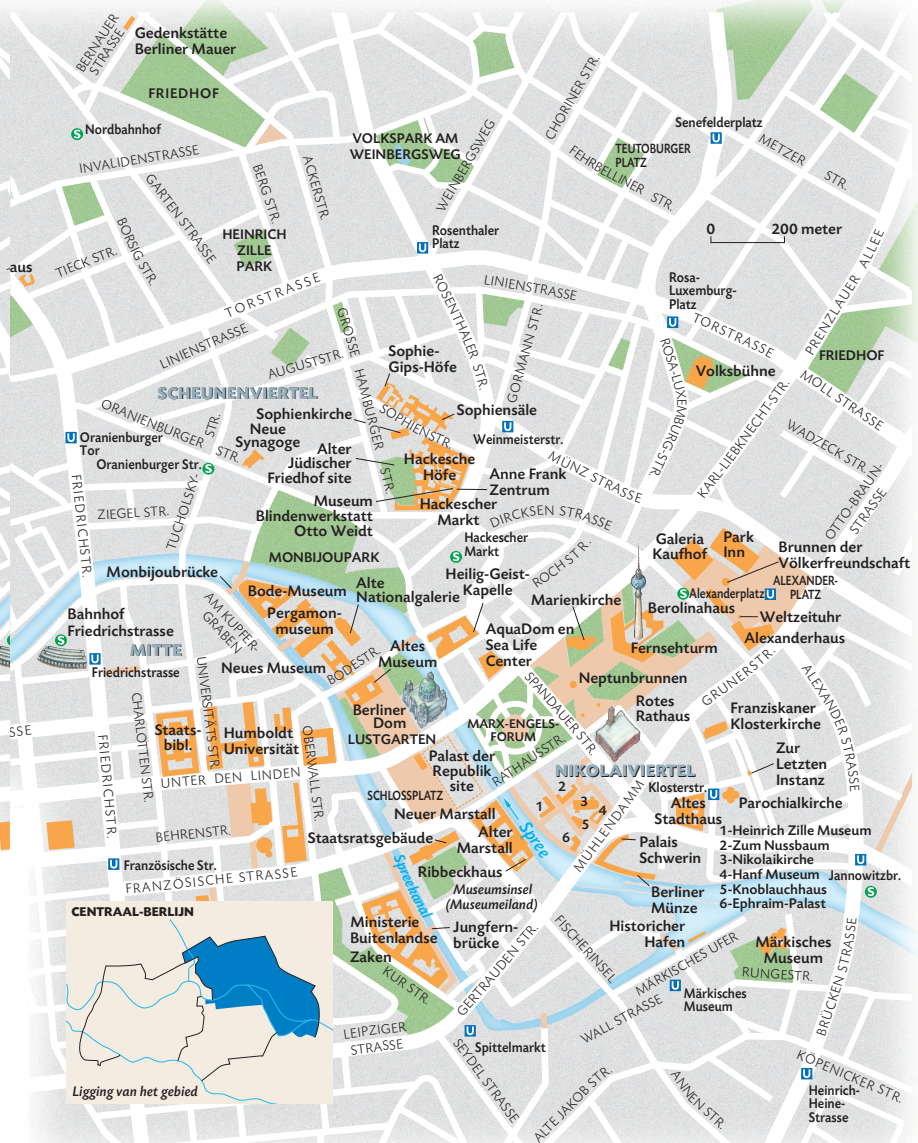 BERNAUER
STRASSE
Gedenkstätte
Berliner Mauer
FRIEDHOF
Nordbahnhof
INVALIDENSTRASSE
VOLKSPARK AM
WEINBERGSWEG
WEINBERGSWEG
CHORINER STR.
FEHRBELLINER STR.
TEUTOBURGER
PLATZ
Senefelderplatz
METZER STR.
GARTEN STRASSE
BERG STR.
ACKERSTR.
BORSIG STR.
TIECK STR.
HEINRICH
ZILLE
PARK
aus
Rosenthaler
Platz
0 200 meter
TORSTRASSE
LINIENSTRASSE
Rosa-
Luxemburg-
Platz
PRENZLAUER ALLEE
TORSTRASSE
LINIENSTRASSE
ROSENTHALER STR.
GORMANN STR.
ROSA-LUXEMBURG-STR.
Volksbühne
FRIEDHOF
MOLL STRASSE
AUGUSTSTR.
GROSSE HAMBURGER STR.
Sophie-
Gips-Höfe
SCHEUNENVIERTEL
ORANIENBURGER STR.
Sophienkirche
SOPHIENSTR.
Sophiensäle
Neue
Synagoge
Weinmeisterstr.
KARL-LIEBKNECHT-STR.
WADZECK STR.
OTTO-BRAUN-
STRASSE
Oranienburger
Tor
Oranienburger Str.
TUCHOLSKY-
STR.
Alter
Jüdischer
Friedhof site
Hackesche
Höfe
MÜNZ STRASSE
Anne Frank
Zentrum
Museum
Blindenwerkstatt
Otto Weidt
Hackescher
Markt
DIRCKSEN STRASSE
FRIEDRICHSTR.
ZIEGEL STR.
MONBIJOUPARK
Hackescher
Markt
ROCH STR.
Galeria
Kaufhof
Park
Inn
Brunnen der
Völkerfreundschaft
Monbijoubrücke
Bode-Museum
Alte
Nationalgalerie
Heilig-Geist-
Kapelle
Marienkirche
Alexanderplatz
ALEXANDER-
PLATZ
Berolinahaus
Weltzeituhr
Alexanderhaus
AM KUPFER-
GRABEN
Pergamon-
museum
Bahnhof
Friedrichstrasse
MITTE
Friedrichstrasse
Neues Museum
BODESTR.
Altes
Museum
AquaDom en
Sea Life
Center
Fernsehturm
Neptunbrunnen
GRUNERSTR.
ALEXANDER STRASSE
UNIVERSITÄTS STR.
CHARLOTTEN STR.
Staats-
bibl.
Humboldt
Universität
OBERWALL STR.
Berliner
Dom
LUSTGARTEN
MARX-ENGELS-
FORUM
SPANDAUER STR.
Rotes
Rathaus
Franziskaner
Klosterkirche
SSE
FRIEDRICHSTR.
UNTER DEN LINDEN
Palast der
Republik
site
RATHAUSSTR.
NIKOLAIVIERTEL
Zur
Letzten
Instanz
SCHLOSSPLATZ
Klosterstr.
Altes
Stadthaus
Parochialkirche
Neuer Marstall
Spree
MÜHLENDAMM
1
2
3
4
5
6
BEHRENSTR.
Staatsratsgebäude
Alter
Marstall
Palais
Schwerin
1-Heinrich Zille Museum
2-Zum Nussbaum
3-Nikolaikirche
4-Hanf Museum
5-Knoblauchhaus
6-Ephraim-Palast
Jannowitzbr.
Französische Str.
FRANZÖSISCHE STRASSE
Spreekanal
Ribbeckhaus
Museumsinsel
(Museumeiland)
Berliner
Münze
CENTRAAL-BERLIJN
Ministerie
Buitenlandse
Zaken
Jungfern-
brücke
FISCHERINSEL
Historicher
Hafen
MÄRKISCHES UFER
Märkisches
Museum
RUNGESTR.
BRÜCKEN STRASSE
KUR STR.
GERTRAUDEN STR.
Märkisches
Museum
WALL STRASSE
LEIPZIGER
STRASSE
Spittelmarkt
SEYDEL STRASSE
ALTE JAKOB STR.
ANNEN STR.
KÖPENICKER STR.
Heinrich-
Heine-
Strasse
Ligging van het gebied